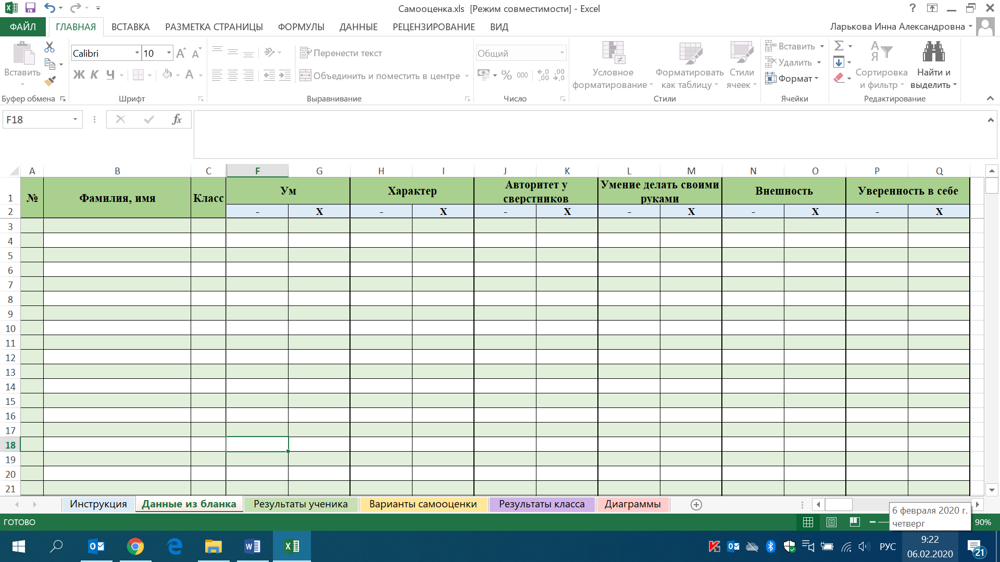 Самооценка.xls  [Режим совместимости] - Excel
?
ФАЙЛ ГЛАВНАЯ ВСТАВКА РАЗМЕТКА СТРАНИЦЫ ФОРМУЛЫ ДАННЫЕ РЕЦЕНЗИРОВАНИЕ ВИД
Ларькова Инна Александровна
Вставить
Буфер обмена
Calibri 10
Ж К Ч
Шрифт
Перенести текст
Объединить и поместить в центре
Выравнивание
Общий
% 000
Число
Условное форматирование
Форматировать как таблицу
Стили ячеек
Стили
Вставить
Удалить
Формат
Ячейки
Сортировка и фильтр
Найти и выделить
Редактирование
F18
fx
A B C F G H I J K L M N O P Q
1 № Фамилия, имя Класс Ум Характер Авторитет у сверстников Умение делать своими руками Внешность Уверенность в себе
2 - X - X - X - X - X - X
3
4
5
6
7
8
9
10
11
12
13
14
15
16
17
18
19
20
21
Инструкция Данные из бланка Результаты ученика Варианты самооценки Результаты класса Диаграммы
6 февраля 2020 г.
четверг
ГОТОВО
90%
РУС
9:22
06.02.2020
21